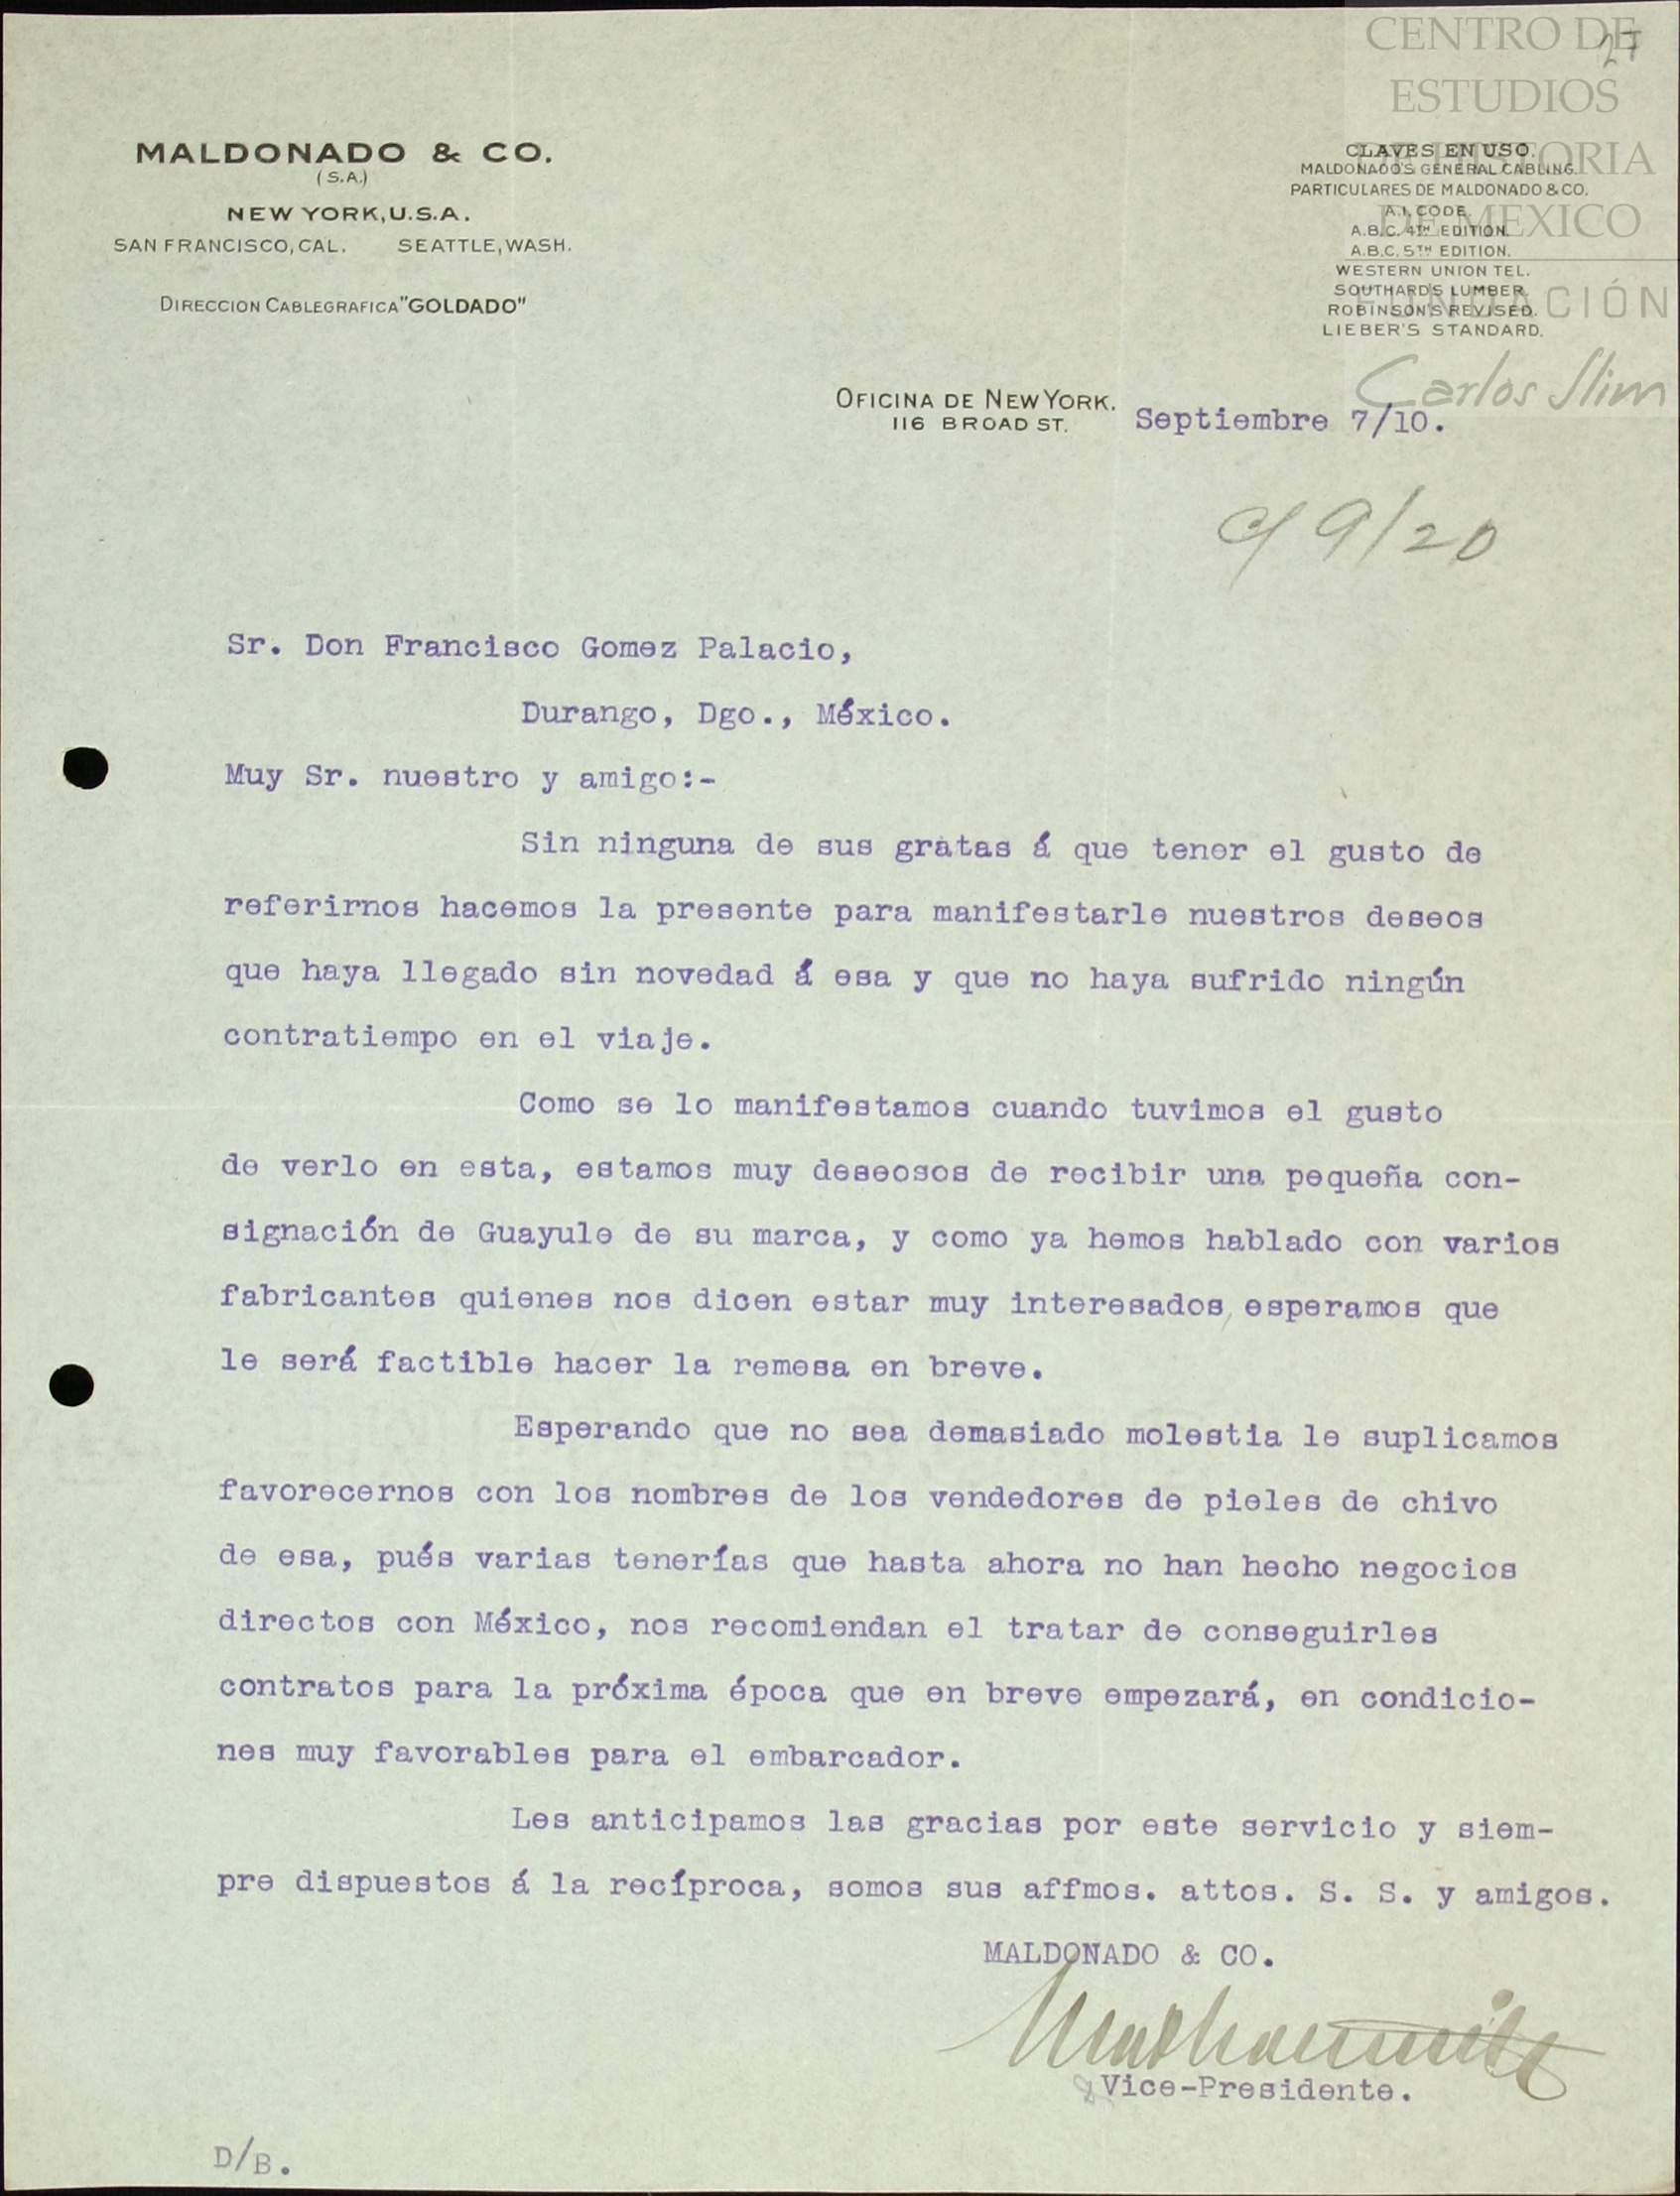 27
CENTRO DE
ESTUDIOS
DE HISTORIA
DE MEXICO
FUNDACIÓN
Carlos Slim
MALDONADO & CO.
(S.A.)
NEW YORK, U.S.A.
SAN FRANCISCO, CAL. SEATTLE, WASH.
DIRECCION CABLEGRAFICA "GOLDADO"
CLAVES EN USO.
MALDONADO'S GENERAL CABLING.
PARTICULARES DE MALDONADO & CO.
A.I. CODE.
A.B.C. 4TH EDITION.
A.B.C. 5TH EDITION.
WESTERN UNION TEL.
SOUTHARDS LUMBER.
ROBINSON'S REVISED.
LIEBER'S STANDARD.
OFICINA DE NEW YORK.
116 BROAD ST.
Septiembre 7/10.
9/20
Sr. Don Francisco Gomez Palacio,
Durango, Dgo., México.
Muy Sr. nuestro y amigo:-
Sin ninguna de sus gratas á que tener el gusto de
referirnos hacemos la presente para manifestarle nuestros deseos
que haya llegado sin novedad á esa y que no haya sufrido ningún
contratiempo en el viaje.
Como se lo manifestamos cuando tuvimos el gusto
de verlo en esta, estamos muy deseosos de recibir una pequeña con-
signación de Guayule de su marca, y como ya hemos hablado con varios
fabricantes quienes nos dicen estar muy interesados, esperamos que
le será factible hacer la remesa en breve.
Esperando que no sea demasiado molestia le suplicamos
favorecernos con los nombres de los vendedores de pieles de chivo
de esa, pués varias tenerías que hasta ahora no han hecho negocios
directos con México, nos recomiendan el tratar de conseguirles
contratos para la próxima época que en breve empezará, en condicio-
nes muy favorables para el embarcador.
Les anticipamos las gracias por este servicio y siem-
pre dispuestos á la recíproca, somos sus affmos. attos. S. S. y amigos.
MALDONADO & CO.
Vice-Presidente.
D/B.